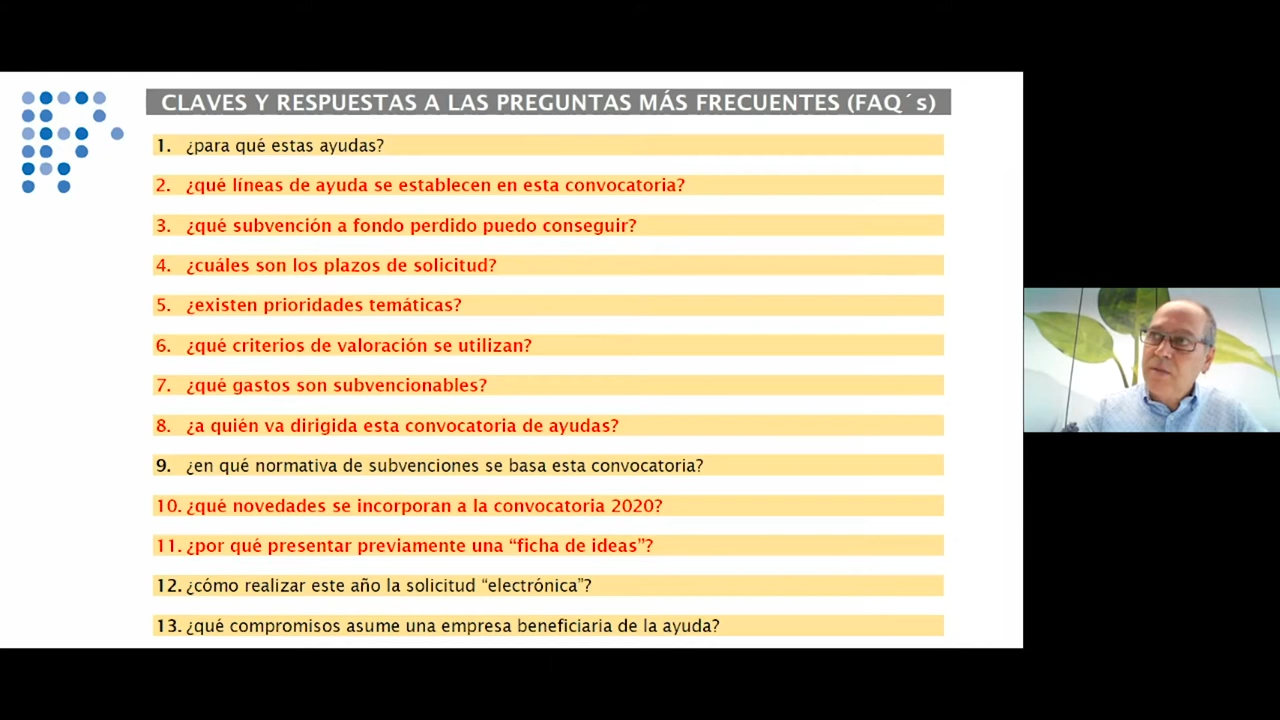 CLAVES Y RESPUESTAS A LAS PREGUNTAS MÁS FRECUENTES (FAQ´s)
1. ¿para qué estas ayudas?
2. ¿qué líneas de ayuda se establecen en esta convocatoria?
3. ¿qué subvención a fondo perdido puedo conseguir?
4. ¿cuáles son los plazos de solicitud?
5. ¿existen prioridades temáticas?
6. ¿qué criterios de valoración se utilizan?
7. ¿qué gastos son subvencionables?
8. ¿a quién va dirigida esta convocatoria de ayudas?
9. ¿en qué normativa de subvenciones se basa esta convocatoria?
10. ¿qué novedades se incorporan a la convocatoria 2020?
11. ¿por qué presentar previamente una “ficha de ideas”?
12. ¿cómo realizar este año la solicitud “electrónica”?
13. ¿qué compromisos asume una empresa beneficiaria de la ayuda?